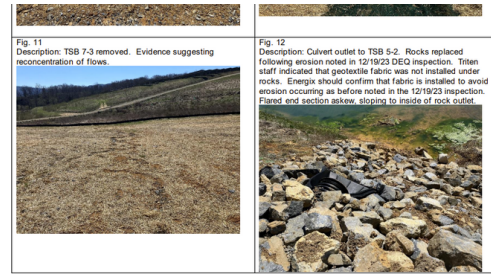 Fig. 11
Description: TSB 7-3 removed. Evidence suggesting
reconcentration of flows.
Fig. 12
Description: Culvert outlet to TSB 5-2. Rocks replaced
following erosion noted in 12/19/23 DEQ inspection. Triten
staff indicated that geotextile fabric was not installed under
rocks. Energix should confirm that fabric is installed to avoid
erosion occurring as before noted in the 12/19/23 inspection.
Flared end section askew, sloping to inside of rock outlet.